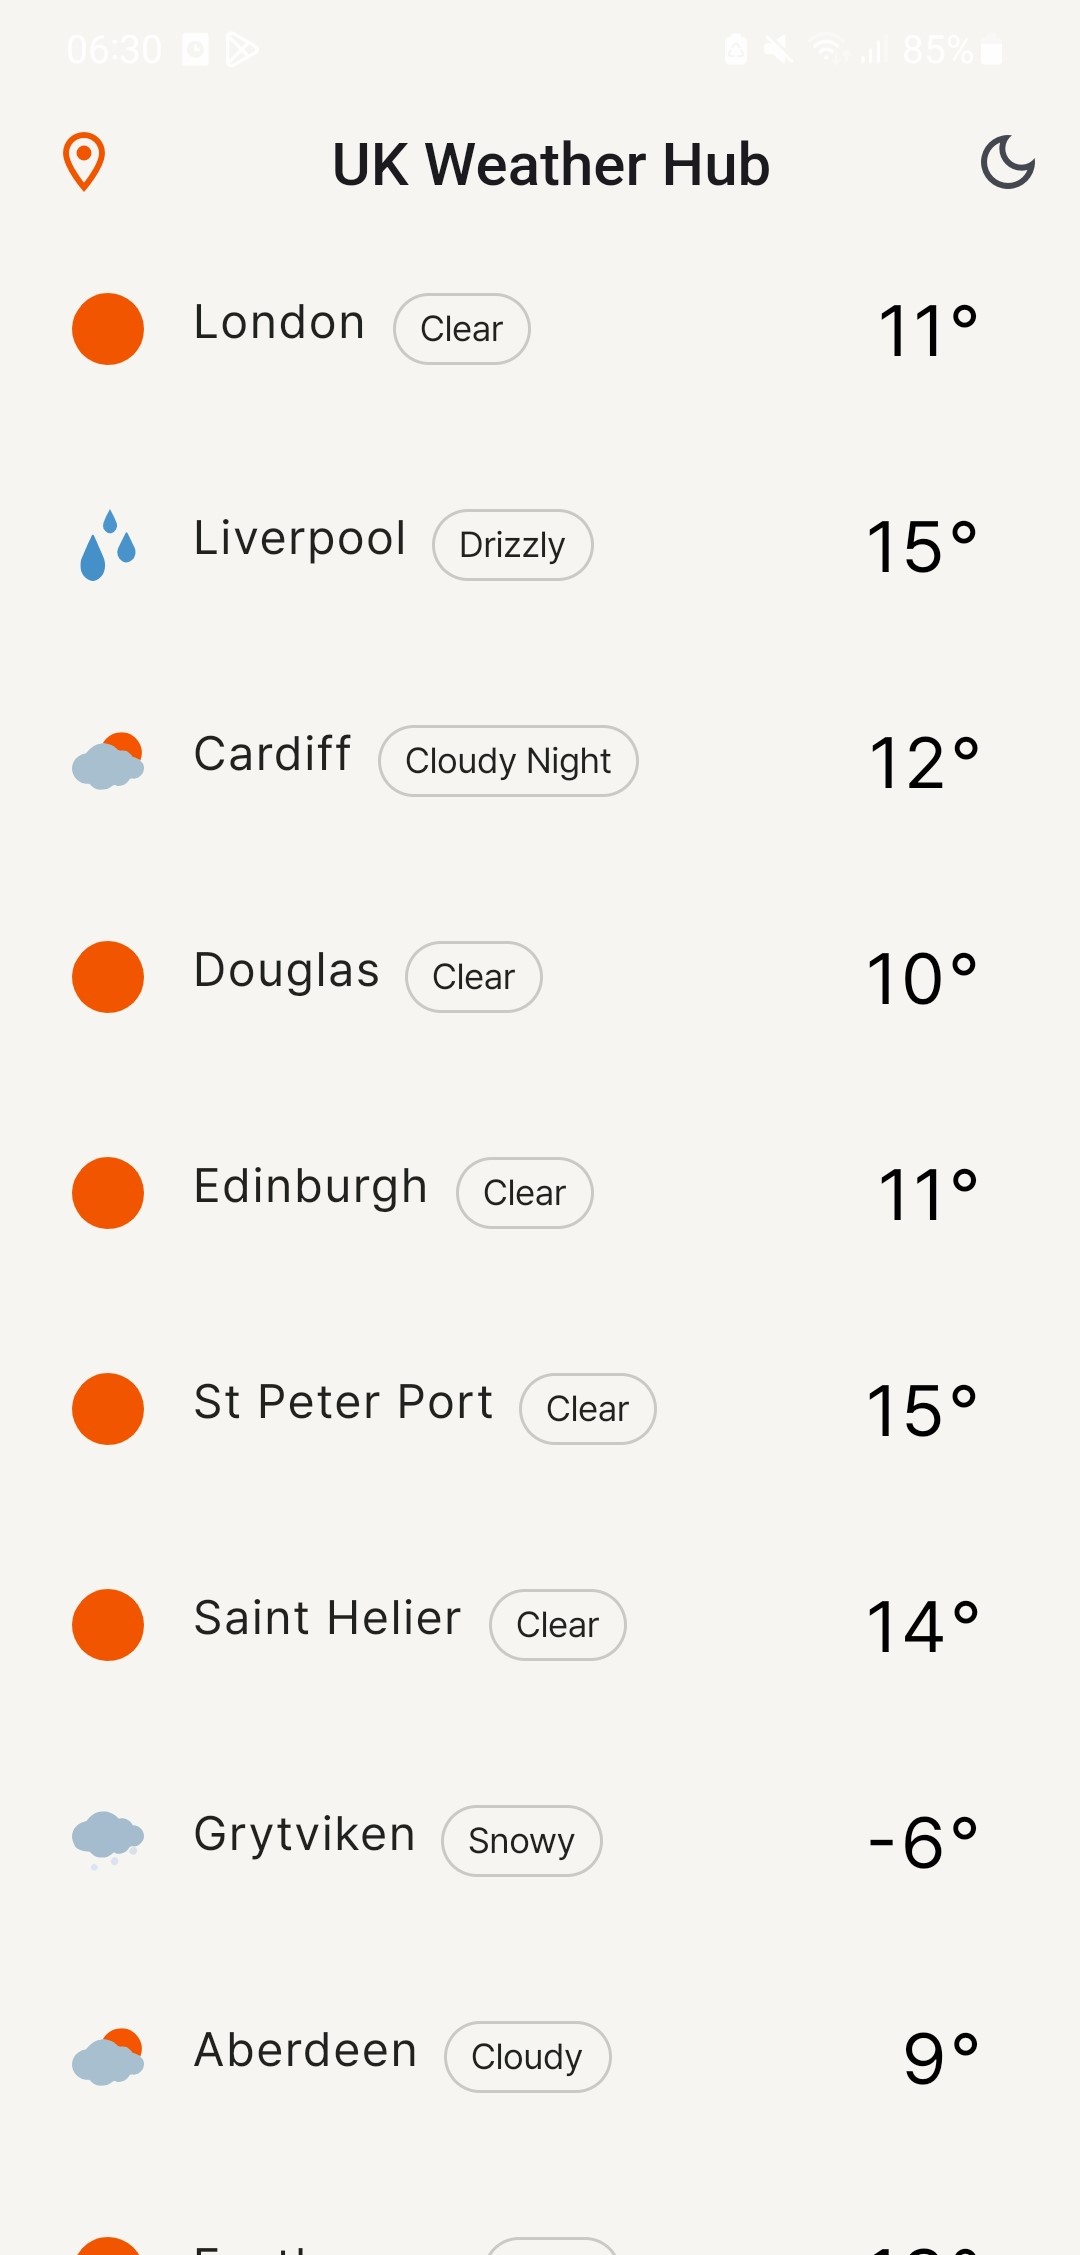 06:30 85%
UK Weather Hub
London Clear 11°
Liverpool Drizzly 15°
Cardiff Cloudy Night 12°
Douglas Clear 10°
Edinburgh Clear 11°
St Peter Port Clear 15°
Saint Helier Clear 14°
Grytviken Snowy -6°
Aberdeen Cloudy 9°